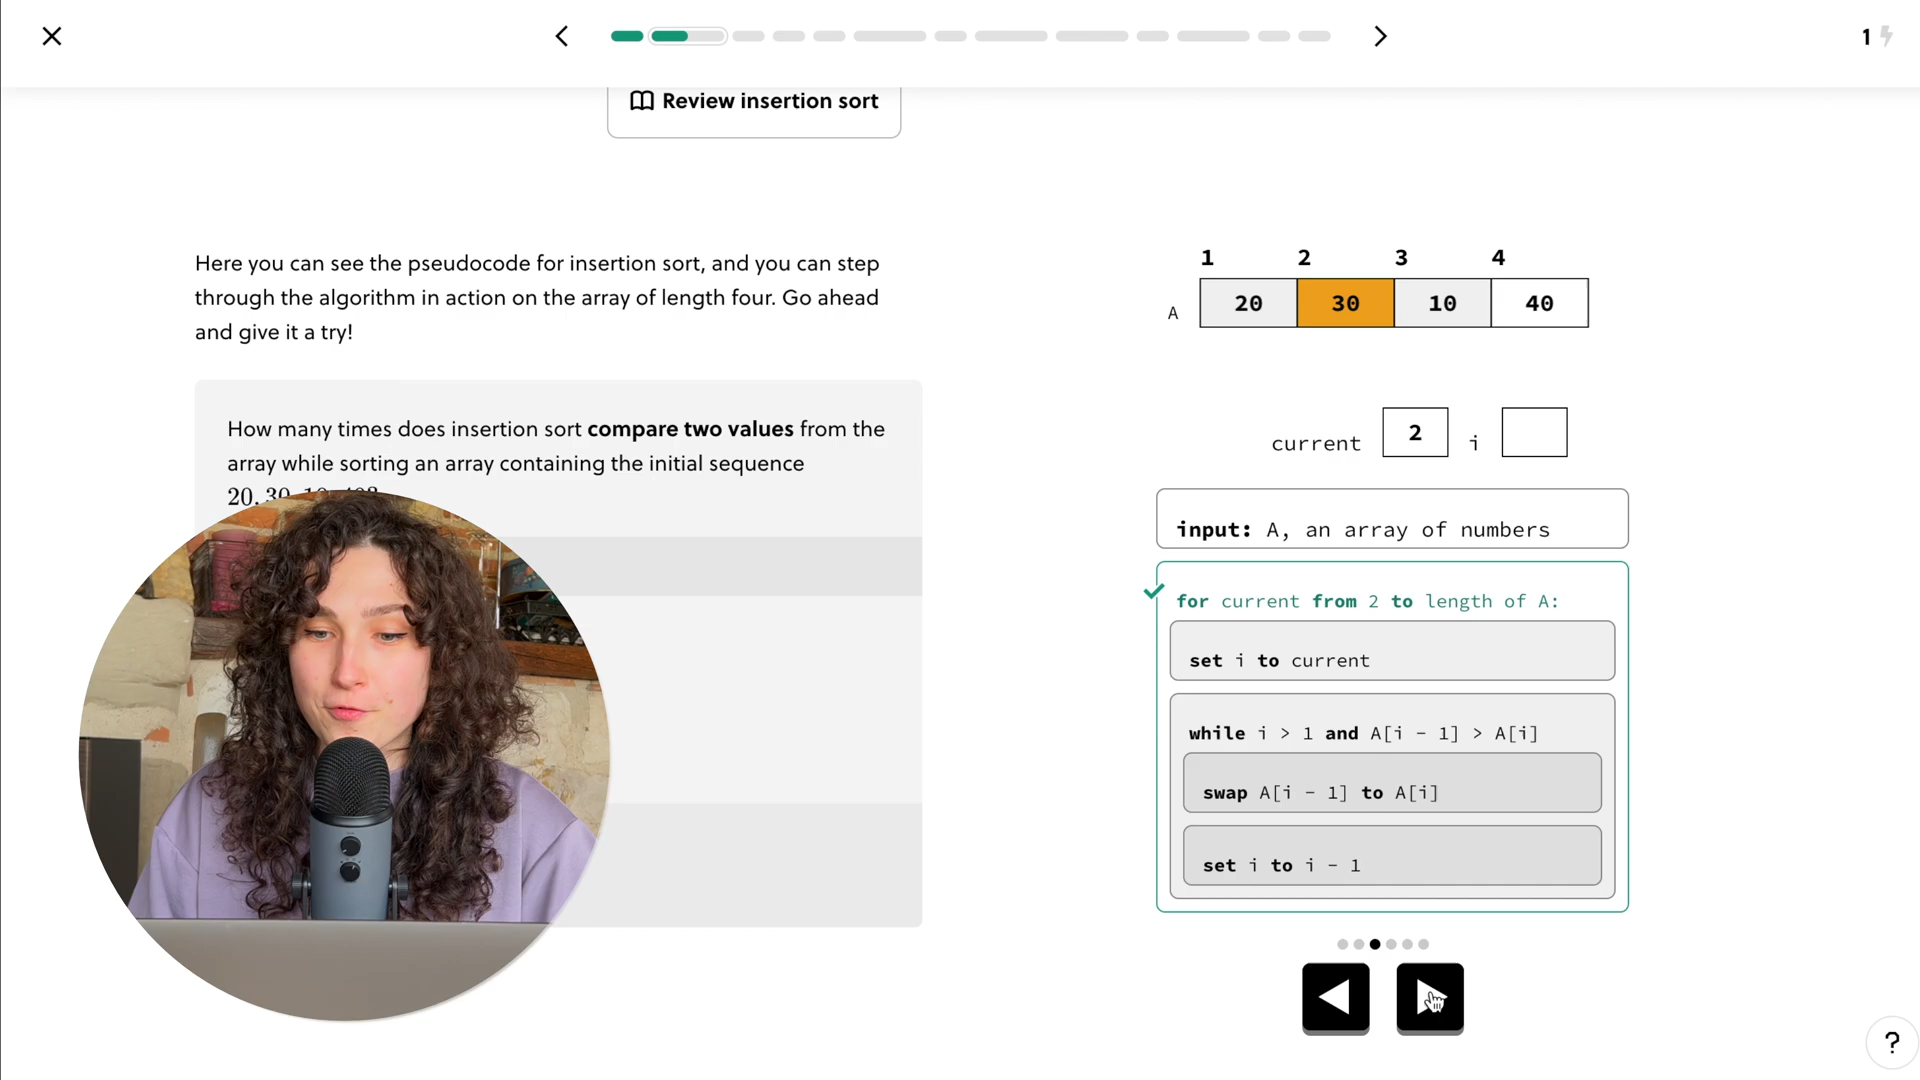 1
Review insertion sort
Here you can see the pseudocode for insertion sort, and you can step
through the algorithm in action on the array of length four. Go ahead
and give it a try!
How many times does insertion sort compare two values from the
array while sorting an array containing the initial sequence
20, 30,
1 2 3 4
A 20 30 10 40
current 2 i
input: A, an array of numbers
for current from 2 to length of A:
set i to current
while i > 1 and A[i - 1] > A[i]
swap A[i - 1] to A[i]
set i to i - 1
?